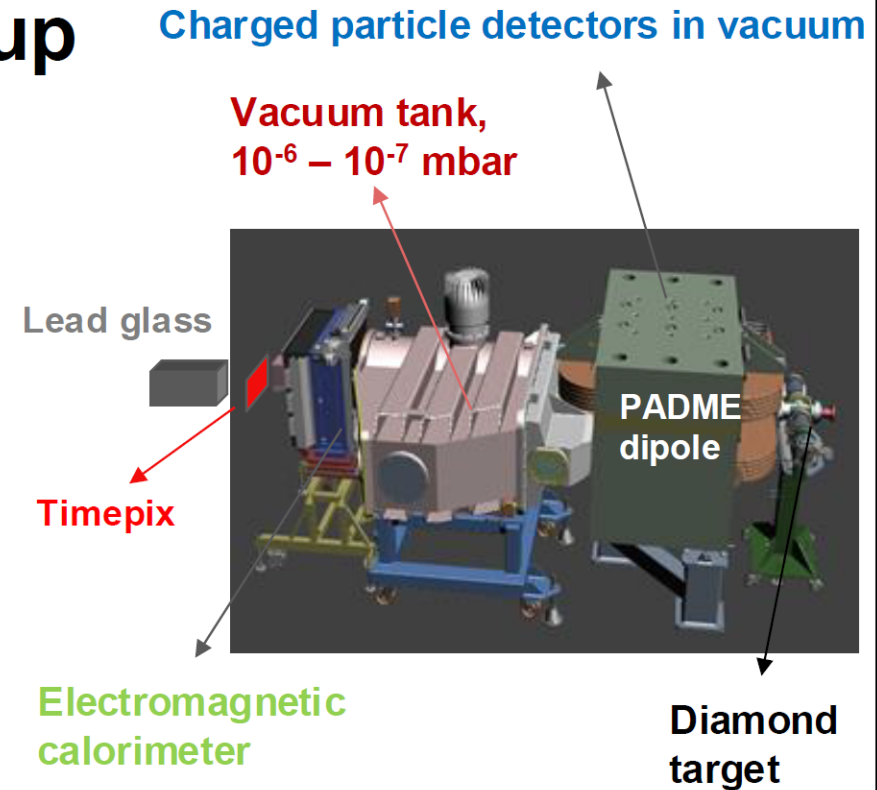 up
Charged particle detectors in vacuum
Vacuum tank,
10⁻⁶ – 10⁻⁷ mbar
Lead glass
PADME
dipole
Timepix
Electromagnetic
calorimeter
Diamond
target